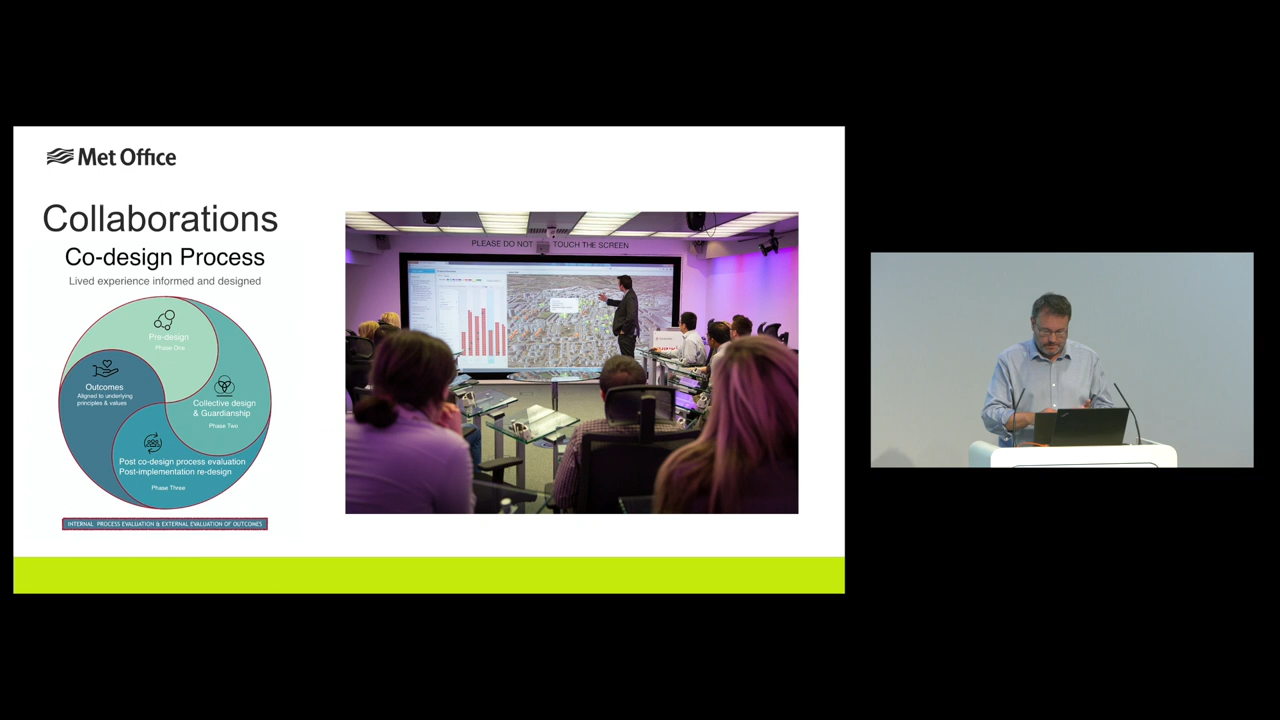 Met Office
Collaborations
Co-design Process
Lived experience informed and designed
Pre-design
Phase One
Outcomes
Aligned to underlying
principles & values
Collective design
& Guardianship
Phase Two
Post co-design process evaluation
Post-implementation re-design
Phase Three
INTERNAL PROCESS EVALUATION & EXTERNAL EVALUATION OF OUTCOMES
PLEASE DO NOT TOUCH THE SCREEN